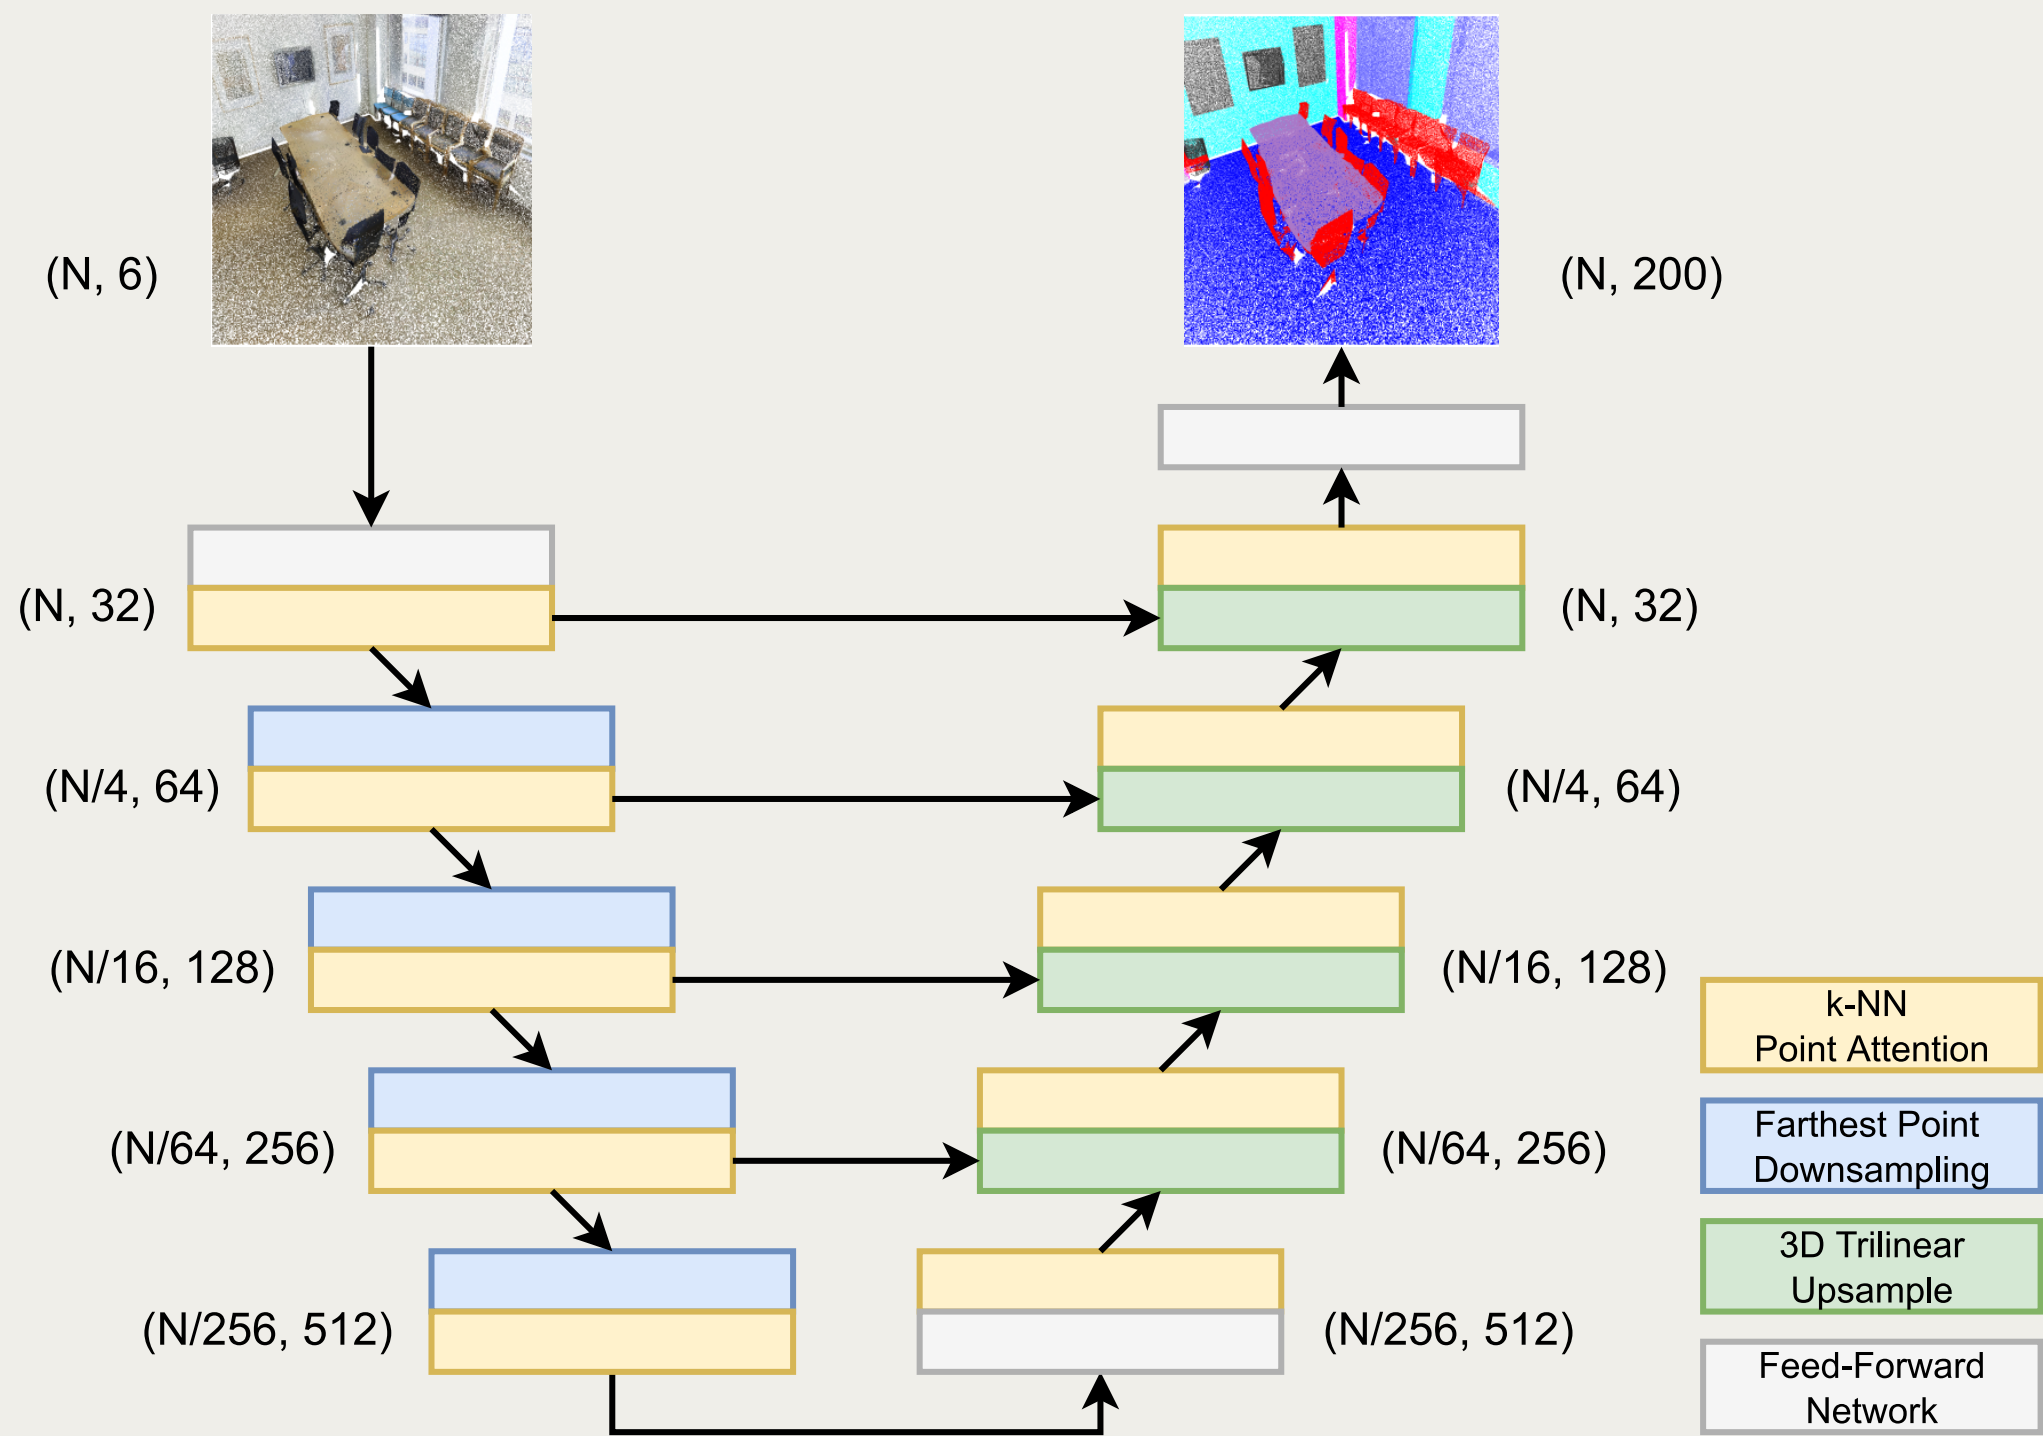 (N, 6)
(N, 200)
(N, 32)
(N, 32)
(N/4, 64)
(N/4, 64)
(N/16, 128)
(N/16, 128)
(N/64, 256)
(N/64, 256)
(N/256, 512)
(N/256, 512)
k-NN
Point Attention
Farthest Point
Downsampling
3D Trilinear
Upsample
Feed-Forward
Network